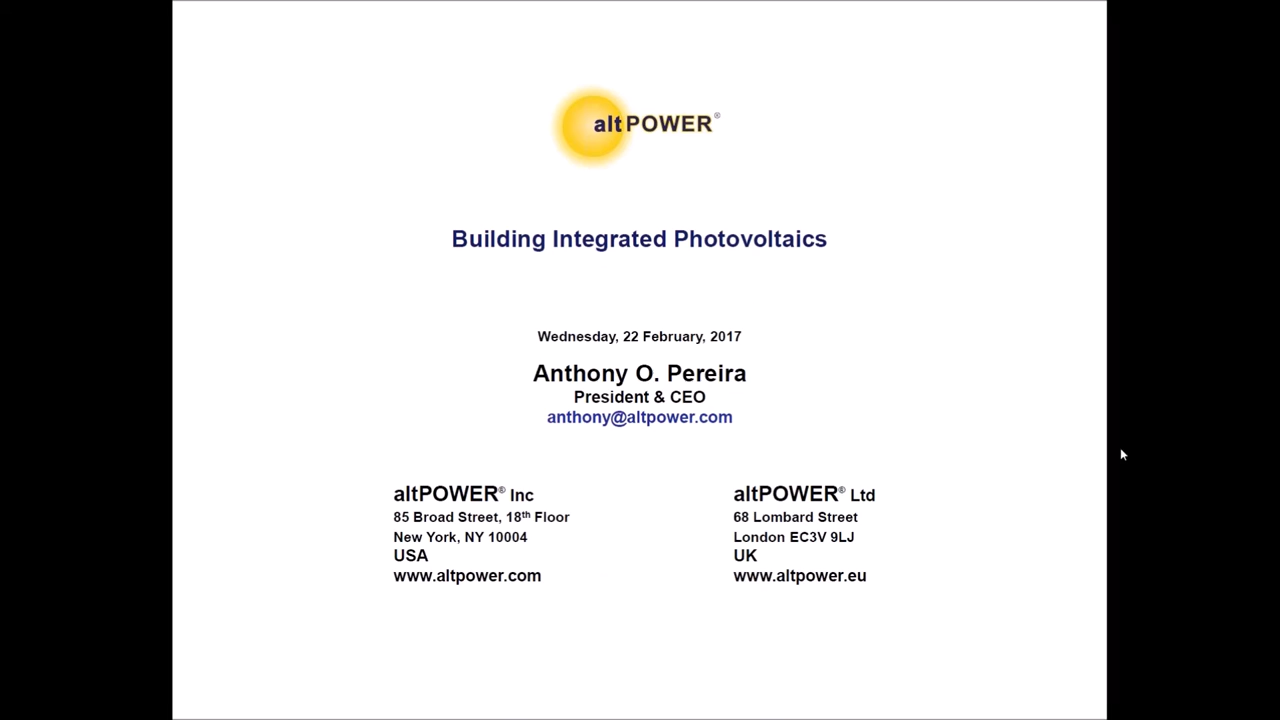 altPOWER®
Building Integrated Photovoltaics
Wednesday, 22 February, 2017
Anthony O. Pereira
President & CEO
anthony@altpower.com
altPOWER® Inc
85 Broad Street, 18th Floor
New York, NY 10004
USA
www.altpower.com
altPOWER® Ltd
68 Lombard Street
London EC3V 9LJ
UK
www.altpower.eu